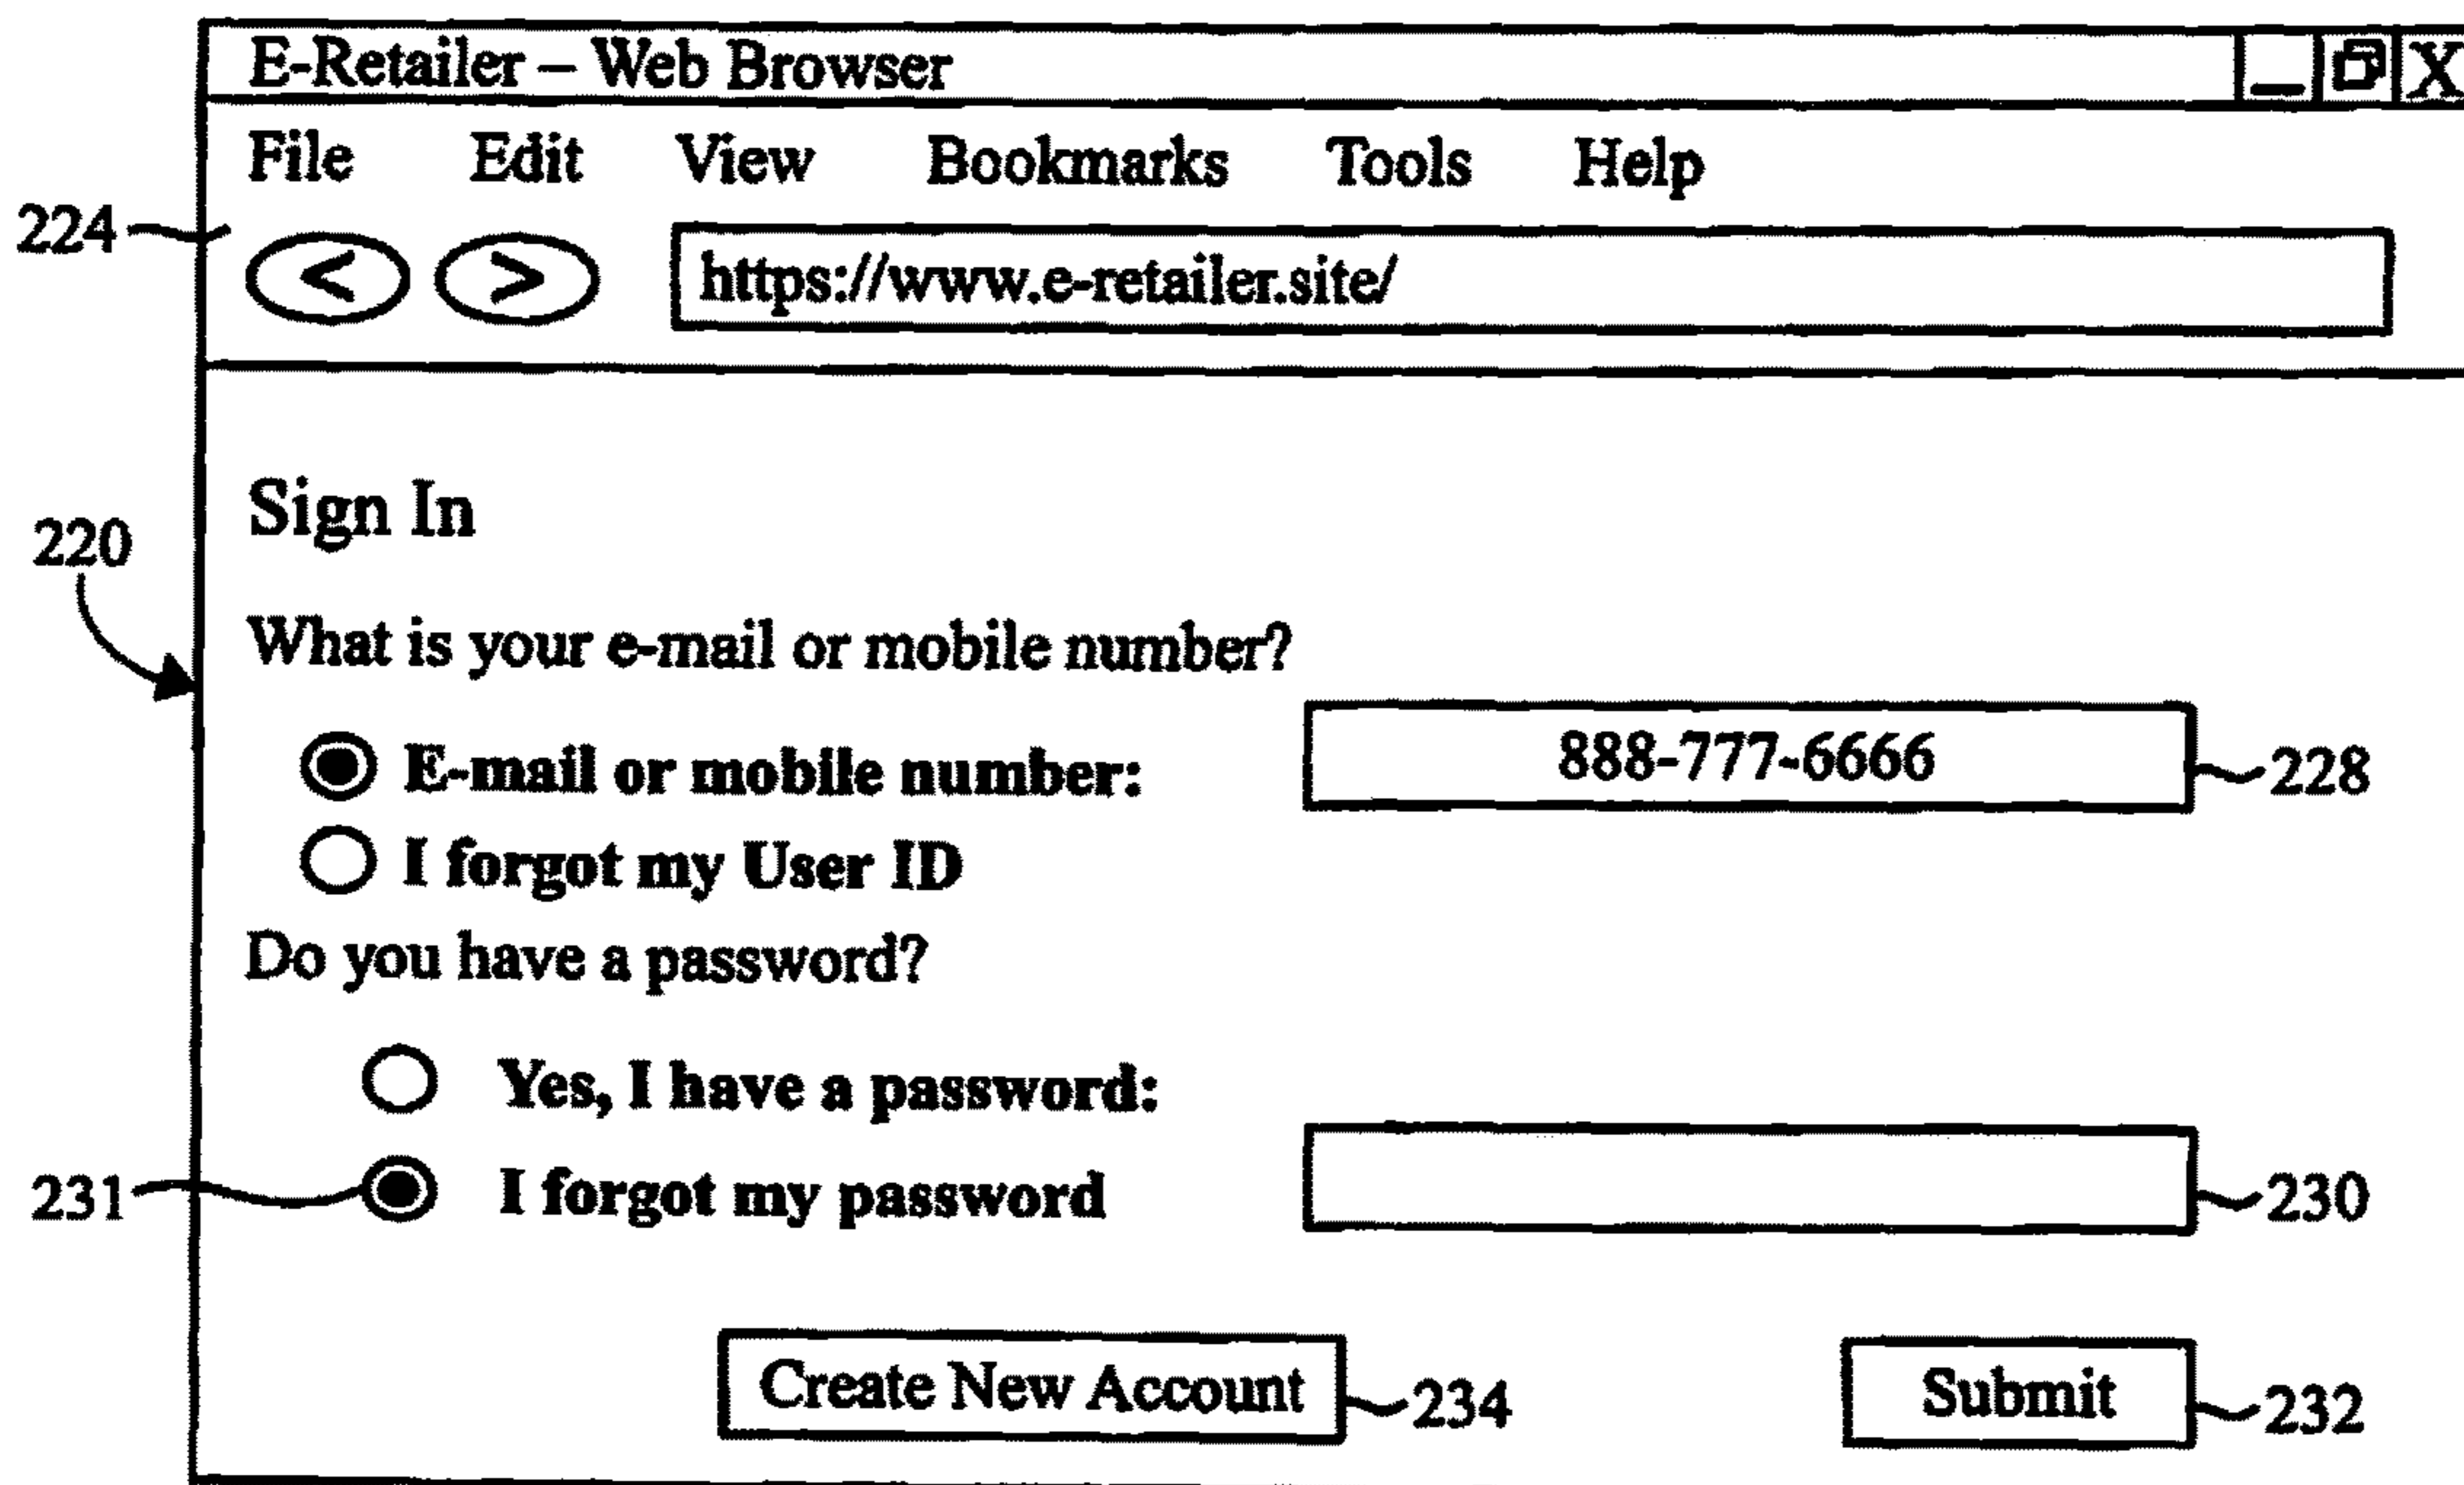 E-Retailer – Web Browser X
File Edit View Bookmarks Tools Help
224
< > https://www.e-retailer.site/
Sign In
220
What is your e-mail or mobile number?
E-mail or mobile number: 888-777-6666 228
I forgot my User ID
Do you have a password?
Yes, I have a password:
231 I forgot my password 230
Create New Account 234 Submit 232